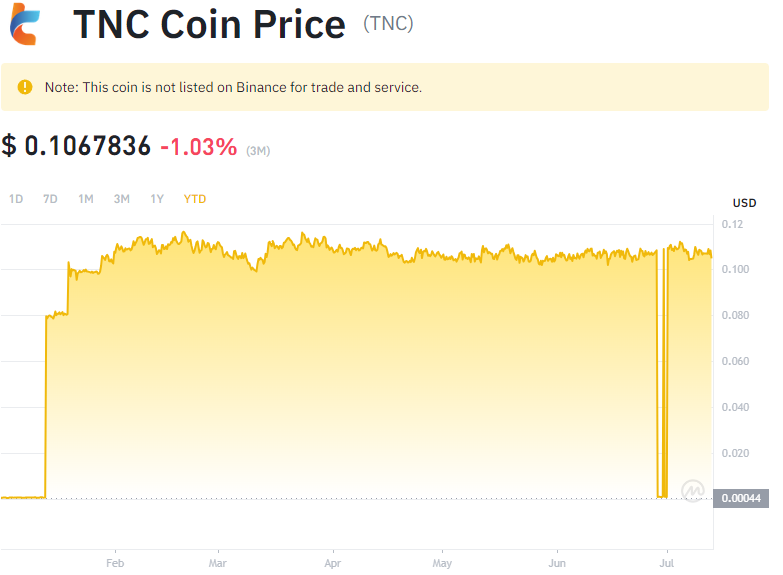 TNC Coin Price (TNC)
Note: This coin is not listed on Binance for trade and service.
$ 0.1067836 -1.03% (3M)
1D 7D 1M 3M 1Y YTD
USD
0.12
0.100
0.080
0.060
0.040
0.020
0.00044
Feb Mar Apr May Jun Jul